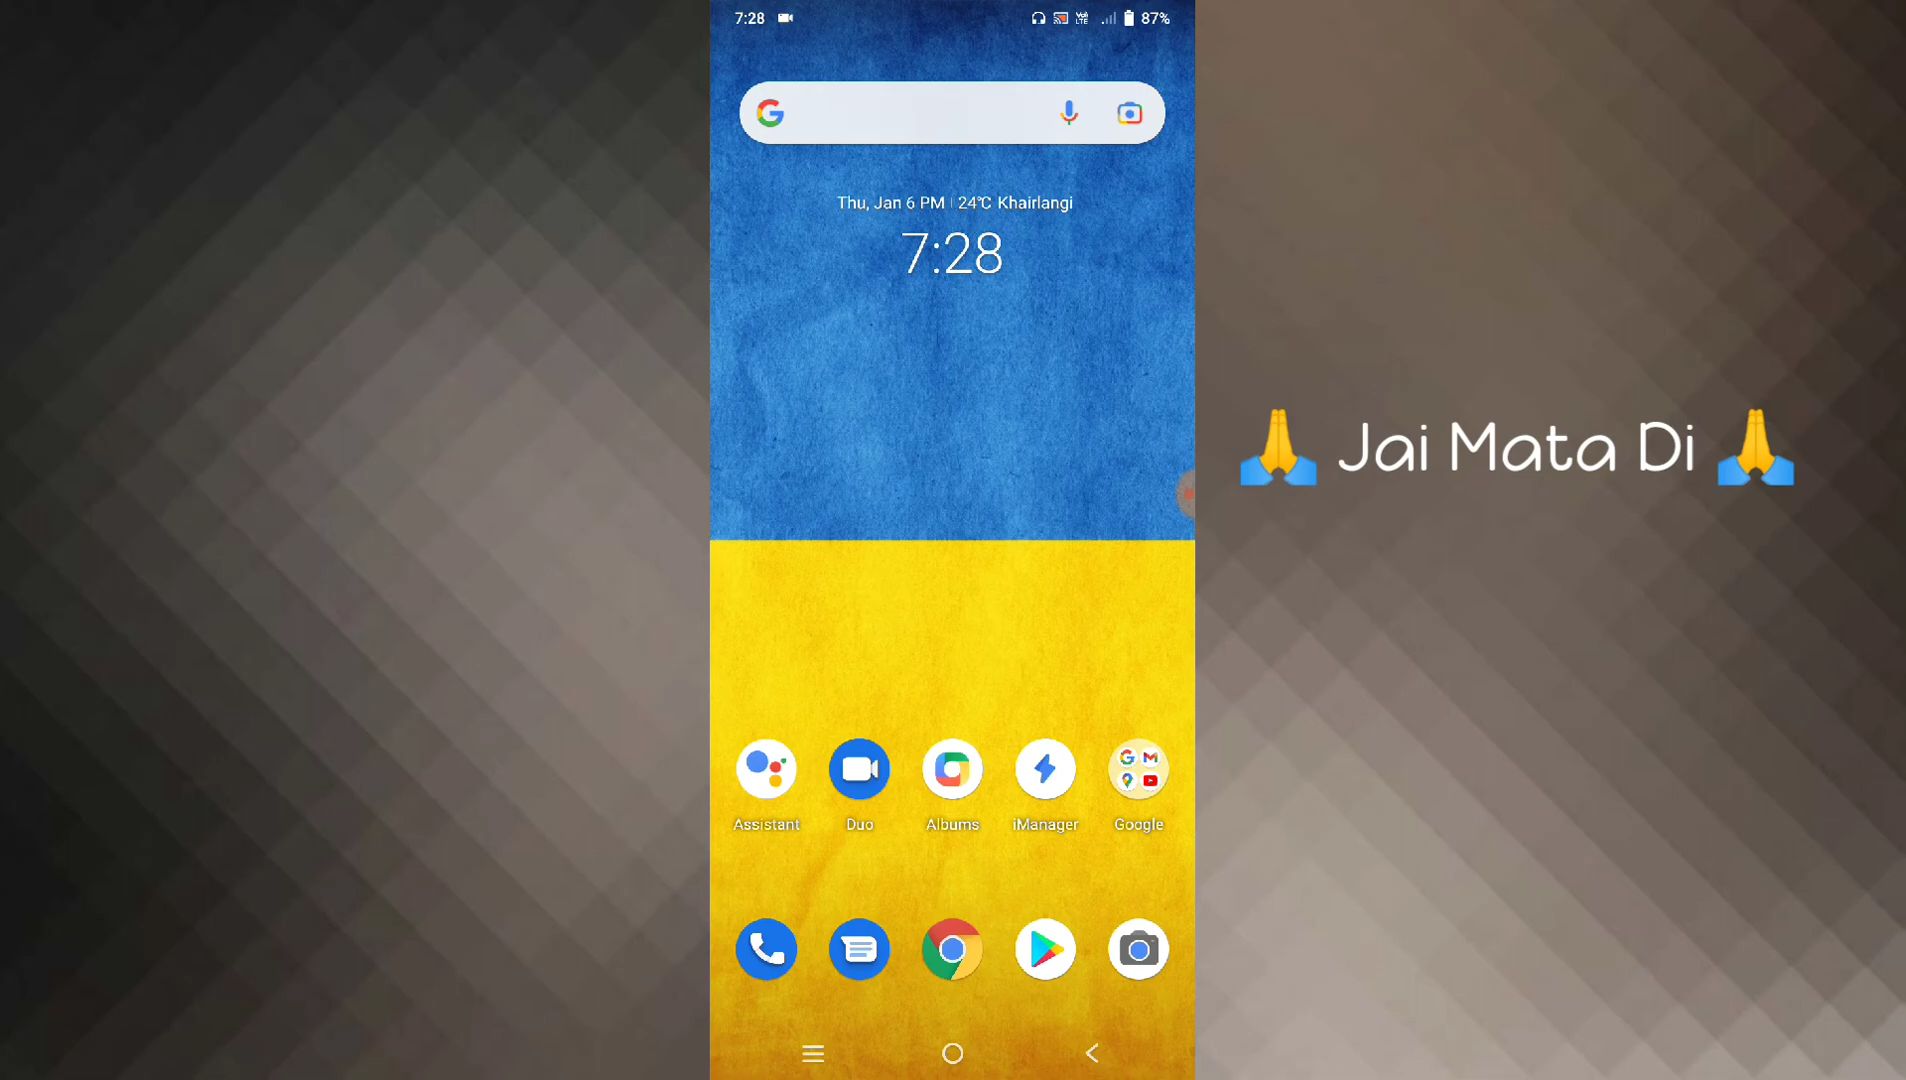 7:28 87%
Thu, Jan 6 PM | 24℃ Khairlangi
7:28
🙏 Jai Mata Di 🙏
Assistant Duo Albums iManager Google